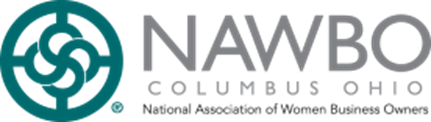 NAWBO
COLUMBUS OHIO
® National Association of Women Business Owners